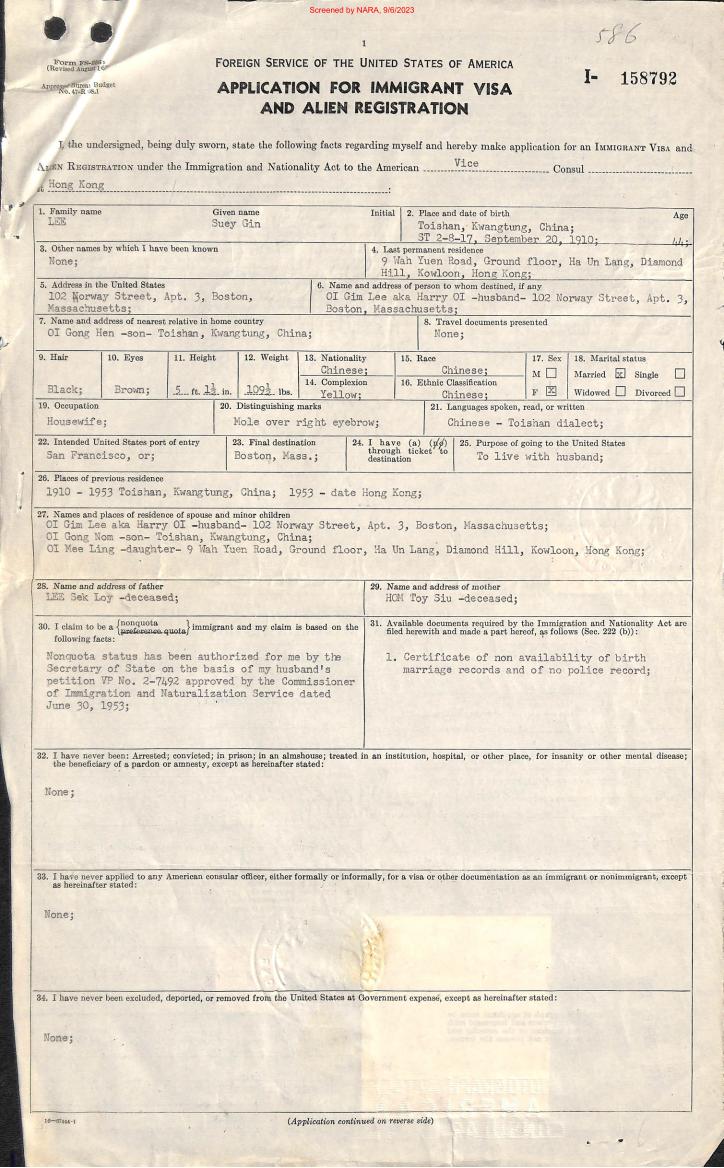 Screened by NARA, 9/6/2023
586
1
Form FS-
(Revised August
Budget
No. 47-R
FOREIGN SERVICE OF THE UNITED STATES OF AMERICA
I- 158792
APPLICATION FOR IMMIGRANT VISA
AND ALIEN REGISTRATION
I, the undersigned, being duly sworn, state the following facts regarding myself and hereby make application for an IMMIGRANT VISA and
ALIEN REGISTRATION under the Immigration and Nationality Act to the American Vice Consul
at Hong Kong :
1. Family name Given name Initial
LEE Suey Gin
2. Place and date of birth Age
Toishan, Kwangtung, China;
ST 2-8-17, September 20, 1910; 44;
3. Other names by which I have been known
None;
4. Last permanent residence
9 Wah Yuen Road, Ground floor, Ha Un Lang, Diamond
Hill, Kowloon, Hong Kong;
5. Address in the United States
102 Norway Street, Apt. 3, Boston,
Massachusetts;
6. Name and address of person to whom destined, if any
OI Gim Lee aka Harry OI -husband- 102 Norway Street, Apt. 3,
Boston, Massachusetts;
7. Name and address of nearest relative in home country
OI Gong Hen -son- Toishan, Kwangtung, China;
8. Travel documents presented
None;
9. Hair
Black;
10. Eyes
Brown;
11. Height
5 ft. 1½ in.
12. Weight
109½ lbs.
13. Nationality
Chinese;
14. Complexion
Yellow;
15. Race
Chinese;
16. Ethnic Classification
Chinese;
17. Sex
M
F x
18. Marital status
Married x Single
Widowed Divorced
19. Occupation
Housewife;
20. Distinguishing marks
Mole over right eyebrow;
21. Languages spoken, read, or written
Chinese - Toishan dialect;
22. Intended United States port of entry
San Francisco, or;
23. Final destination
Boston, Mass.;
24. I have (a) (no)
through ticket to
destination
25. Purpose of going to the United States
To live with husband;
26. Places of previous residence
1910 - 1953 Toishan, Kwangtung, China; 1953 - date Hong Kong;
27. Names and places of residence of spouse and minor children
OI Gim Lee aka Harry OI -husband- 102 Norway Street, Apt. 3, Boston, Massachusetts;
OI Gong Nom -son- Toishan, Kwangtung, China;
OI Mee Ling -daughter- 9 Wah Yuen Road, Ground floor, Ha Un Lang, Diamond Hill, Kowloon, Hong Kong;
28. Name and address of father
LEE Sek Loy -deceased;
29. Name and address of mother
HOM Toy Siu -deceased;
30. I claim to be a {nonquota
preference quota} immigrant and my claim is based on the
following facts:
Nonquota status has been authorized for me by the
Secretary of State on the basis of my husband's
petition VP No. 2-7492 approved by the Commissioner
of Immigration and Naturalization Service dated
June 30, 1953;
31. Available documents required by the Immigration and Nationality Act are
filed herewith and made a part hereof, as follows (Sec. 222 (b)):
1. Certificate of non availability of birth
marriage records and of no police record;
32. I have never been: Arrested; convicted; in prison; in an almshouse; treated in an institution, hospital, or other place, for insanity or other mental disease;
the beneficiary of a pardon or amnesty, except as hereinafter stated:
None;
33. I have never applied to any American consular officer, either formally or informally, for a visa or other documentation as an immigrant or nonimmigrant, except
as hereinafter stated:
None;
34. I have never been excluded, deported, or removed from the United States at Government expense, except as hereinafter stated:
None;
(Application continued on reverse side)